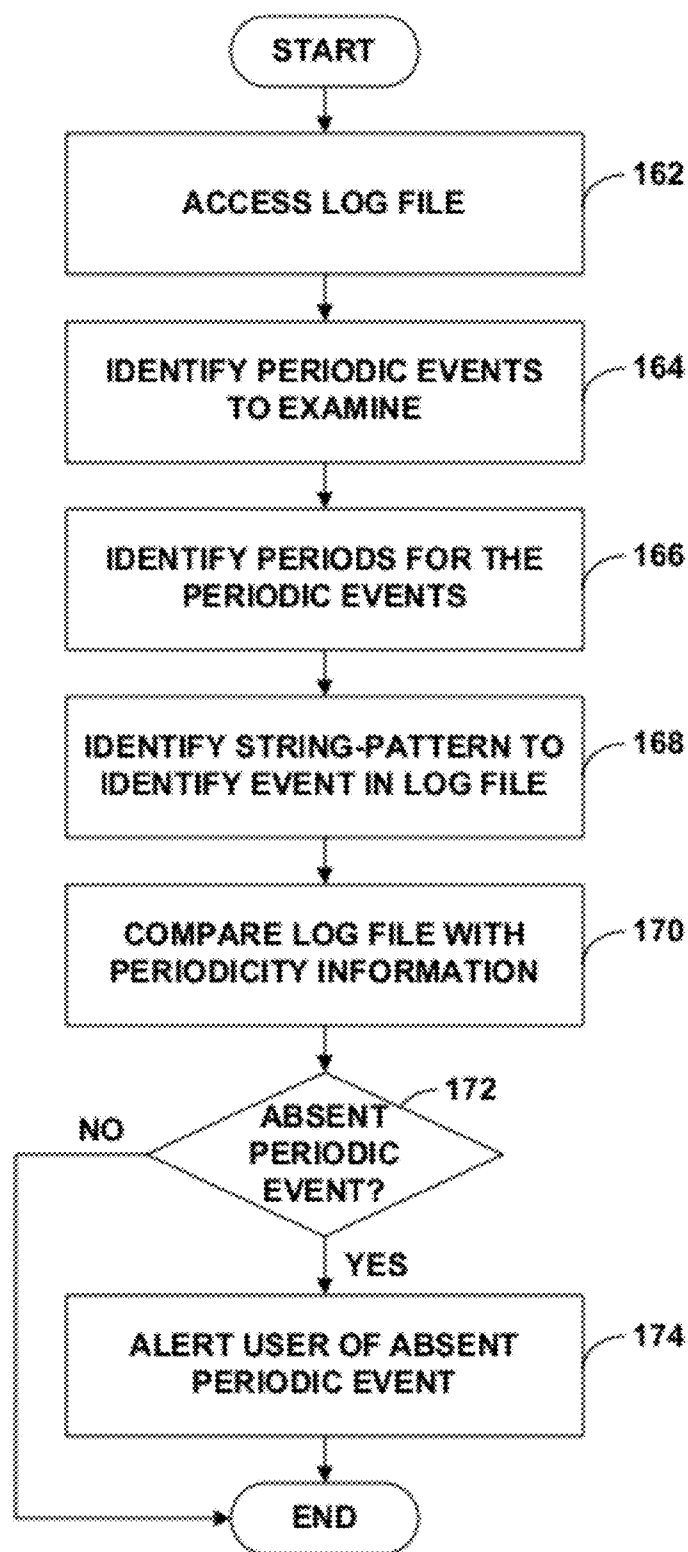 START
ACCESS LOG FILE
162
IDENTIFY PERIODIC EVENTS
TO EXAMINE
164
IDENTIFY PERIODS FOR THE
PERIODIC EVENTS
166
IDENTIFY STRING-PATTERN TO
IDENTIFY EVENT IN LOG FILE
168
COMPARE LOG FILE WITH
PERIODICITY INFORMATION
170
172
NO
ABSENT
PERIODIC
EVENT?
YES
ALERT USER OF ABSENT
PERIODIC EVENT
174
END